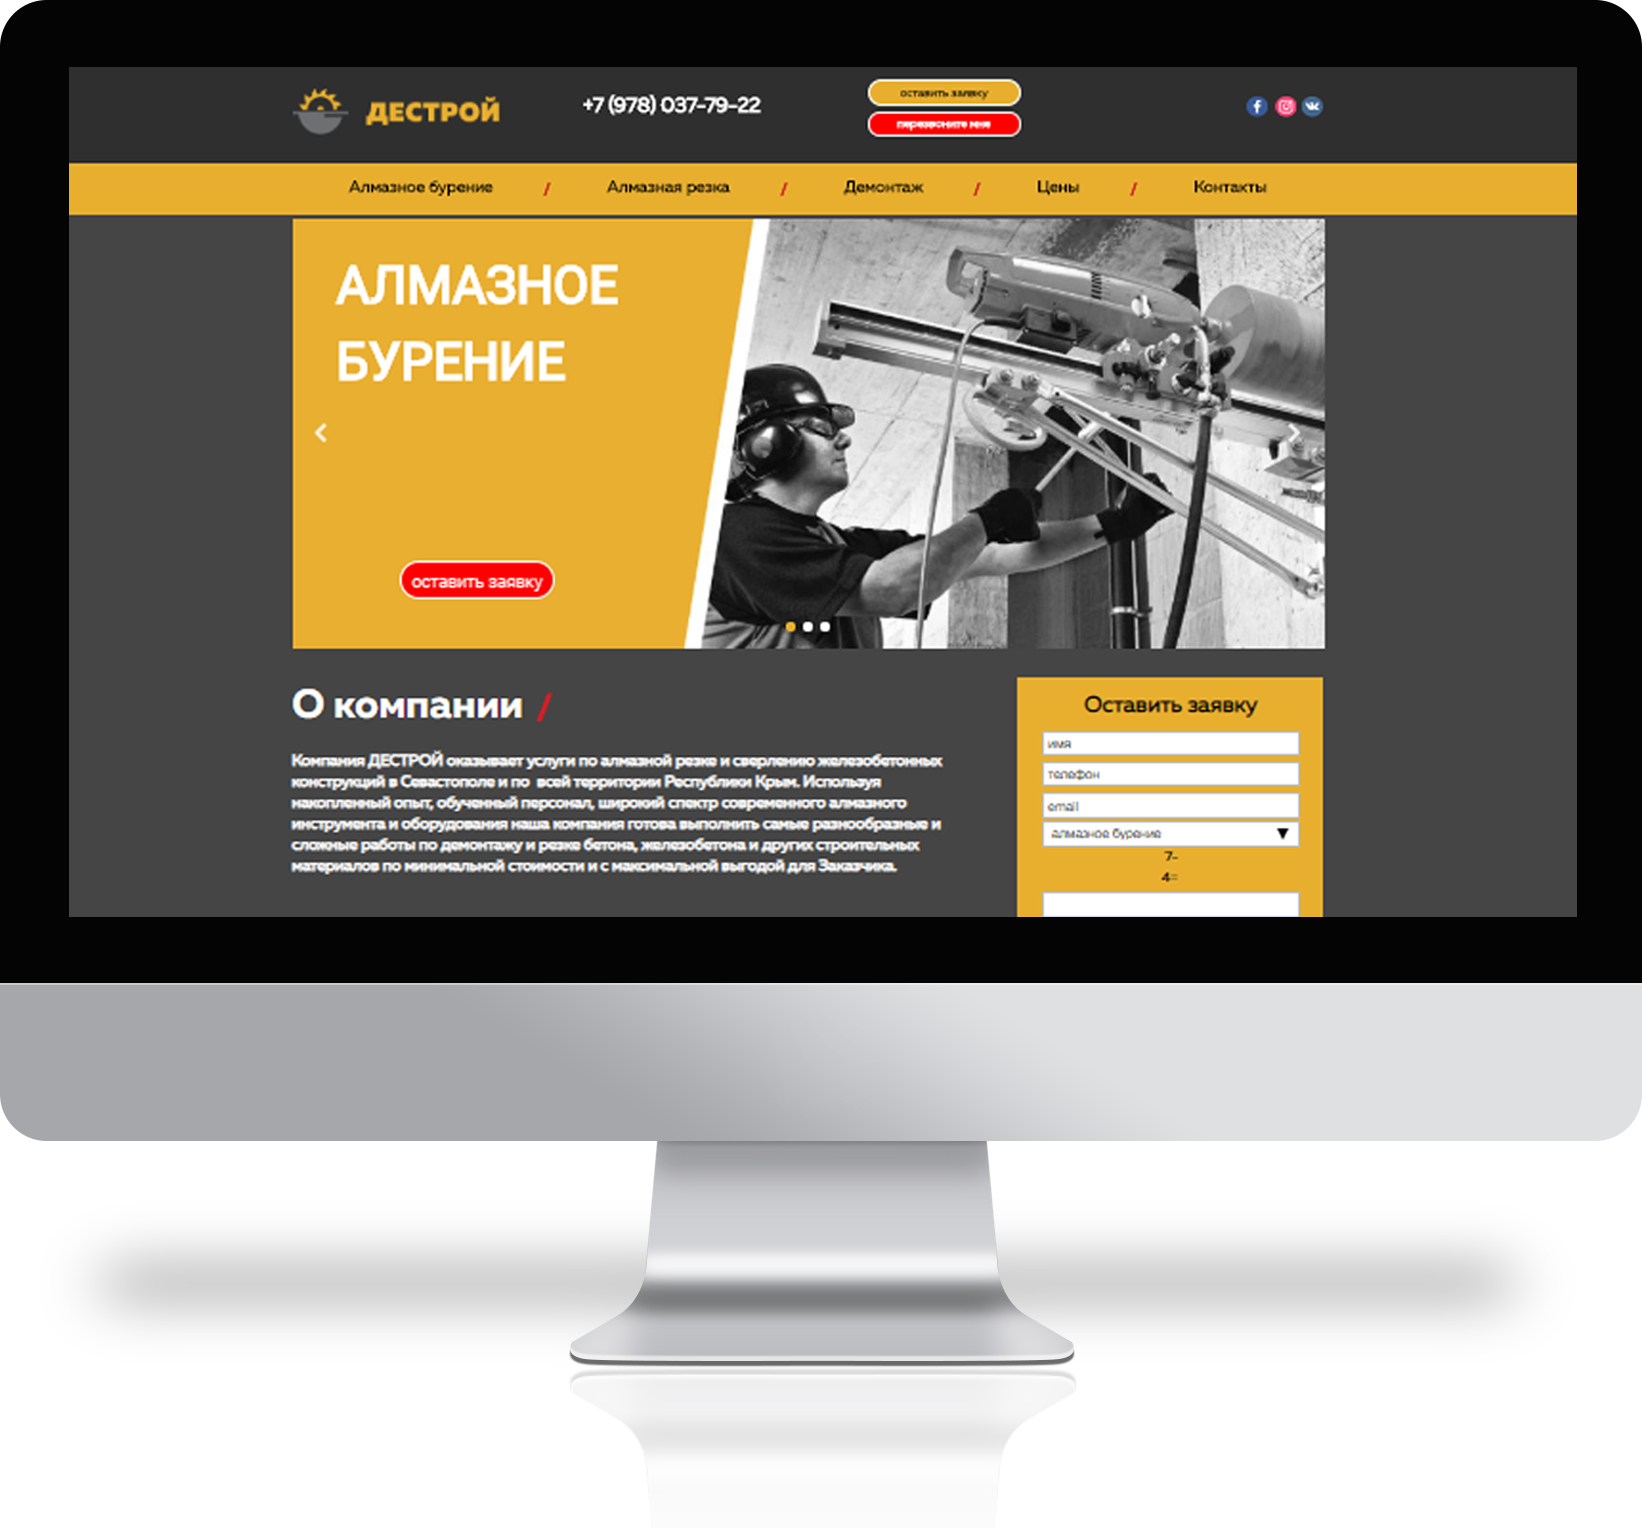 ДЕСТРОЙ
+7 (978) 037-79-22
оставить заявку
перезвоните мне
Алмазное бурение / Алмазная резка / Демонтаж / Цены / Контакты
АЛМАЗНОЕ
БУРЕНИЕ
оставить заявку
О компании /
Компания ДЕСТРОЙ оказывает услуги по алмазной резке и сверлению железобетонных
конструкций в Севастополе и по всей территории Республики Крым. Используя
накопленный опыт, обученный персонал, широкий спектр современного алмазного
инструмента и оборудования наша компания готова выполнить самые разнообразные и
сложные работы по демонтажу и резке бетона, железобетона и других строительных
материалов по минимальной стоимости и с максимальной выгодой для Заказчика.
Оставить заявку
имя
телефон
email
алмазное бурение
7-
4=